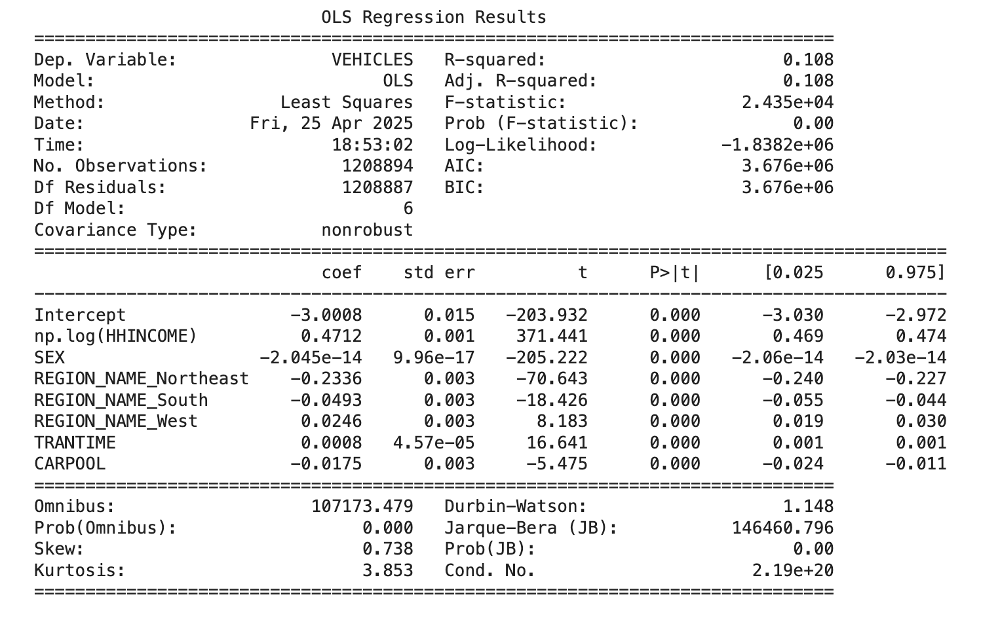 OLS Regression Results
==============================================================================
Dep. Variable:               VEHICLES   R-squared:                       0.108
Model:                            OLS   Adj. R-squared:                  0.108
Method:                 Least Squares   F-statistic:                 2.435e+04
Date:                Fri, 25 Apr 2025   Prob (F-statistic):               0.00
Time:                        18:53:02   Log-Likelihood:            -1.8382e+06
No. Observations:             1208894   AIC:                         3.676e+06
Df Residuals:                 1208887   BIC:                         3.676e+06
Df Model:                           6
Covariance Type:            nonrobust
=========================================================================================
                            coef    std err          t      P>|t|      [0.025      0.975]
-----------------------------------------------------------------------------------------
Intercept                -3.0008      0.015   -203.932      0.000      -3.030      -2.972
np.log(HHINCOME)          0.4712      0.001    371.441      0.000       0.469       0.474
SEX                   -2.045e-14   9.96e-17   -205.222      0.000   -2.06e-14   -2.03e-14
REGION_NAME_Northeast    -0.2336      0.003    -70.643      0.000      -0.240      -0.227
REGION_NAME_South        -0.0493      0.003    -18.426      0.000      -0.055      -0.044
REGION_NAME_West          0.0246      0.003      8.183      0.000       0.019       0.030
TRANTIME                  0.0008   4.57e-05     16.641      0.000       0.001       0.001
CARPOOL                  -0.0175      0.003     -5.475      0.000      -0.024      -0.011
==============================================================================
Omnibus:                   107173.479   Durbin-Watson:                   1.148
Prob(Omnibus):                  0.000   Jarque-Bera (JB):           146460.796
Skew:                           0.738   Prob(JB):                         0.00
Kurtosis:                       3.853   Cond. No.                     2.19e+20
==============================================================================